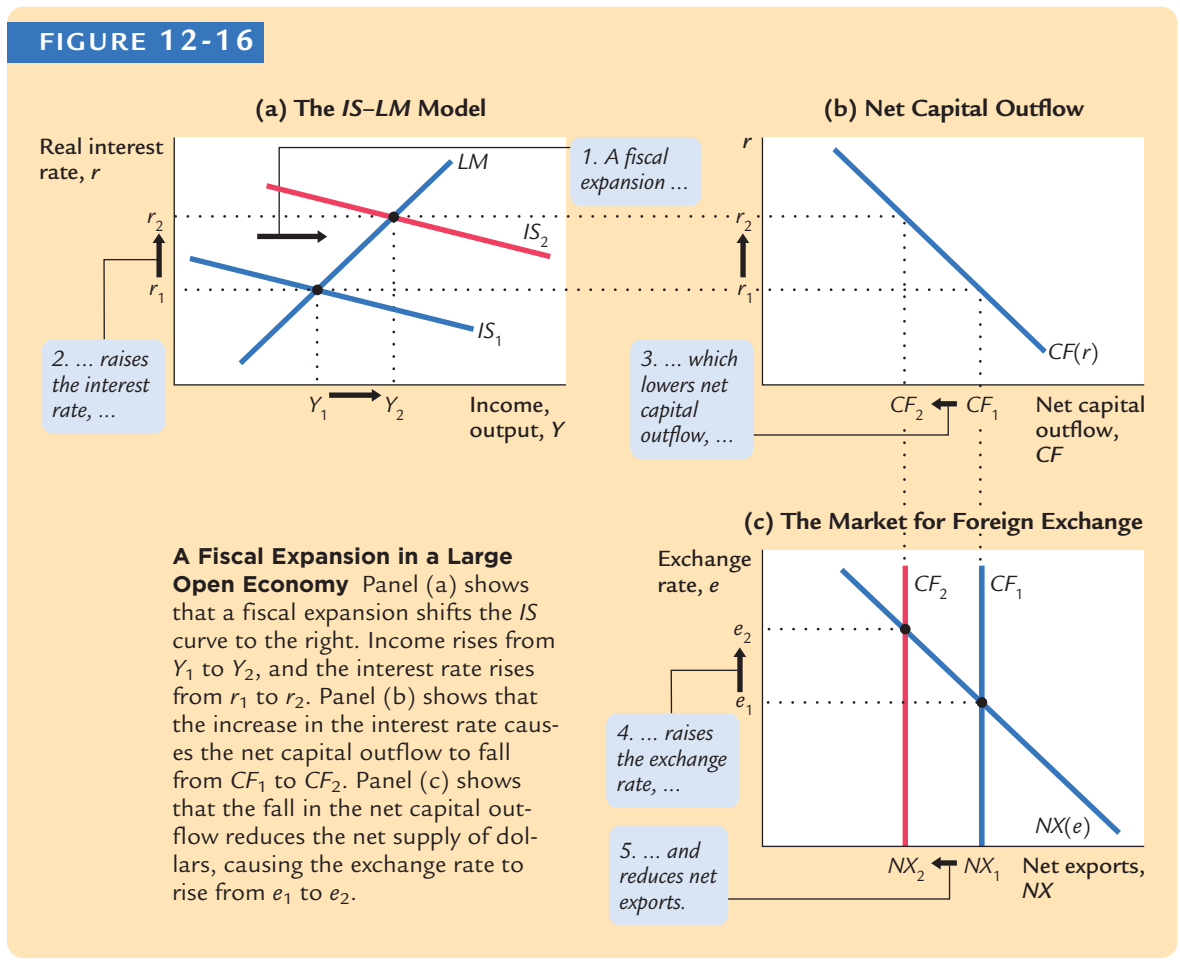 FIGURE 12-16
(a) The IS–LM Model
Real interest
rate, r
LM
1. A fiscal
expansion ...
r2
IS2
r1
IS1
2. ... raises
the interest
rate, ...
Y1
Y2
Income,
output, Y
(b) Net Capital Outflow
r
r2
r1
CF(r)
3. ... which
lowers net
capital
outflow, ...
CF2
CF1
Net capital
outflow,
CF
(c) The Market for Foreign Exchange
Exchange
rate, e
CF2
CF1
e2
e1
4. ... raises
the exchange
rate, ...
NX(e)
5. ... and
reduces net
exports.
NX2
NX1
Net exports,
NX
A Fiscal Expansion in a Large
Open Economy Panel (a) shows
that a fiscal expansion shifts the IS
curve to the right. Income rises from
Y1 to Y2, and the interest rate rises
from r1 to r2. Panel (b) shows that
the increase in the interest rate caus-
es the net capital outflow to fall
from CF1 to CF2. Panel (c) shows
that the fall in the net capital out-
flow reduces the net supply of dol-
lars, causing the exchange rate to
rise from e1 to e2.